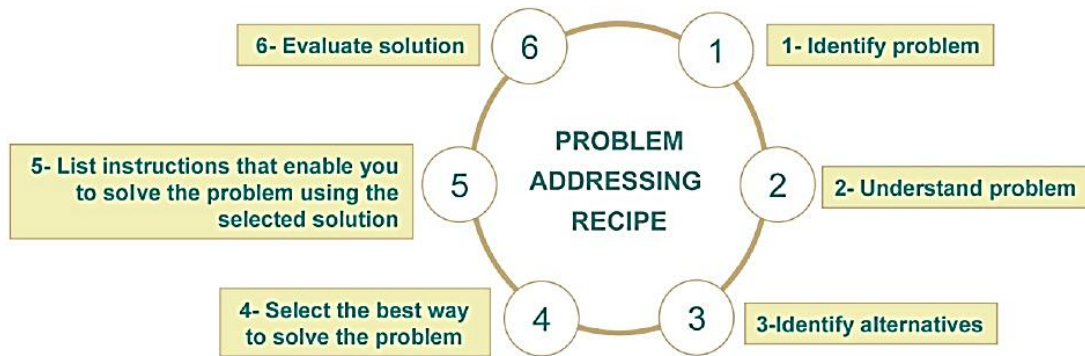 PROBLEM
ADDRESSING
RECIPE
1
1- Identify problem
2
2- Understand problem
3
3-Identify alternatives
4
4- Select the best way
to solve the problem
5
5- List instructions that enable you
to solve the problem using the
selected solution
6
6- Evaluate solution